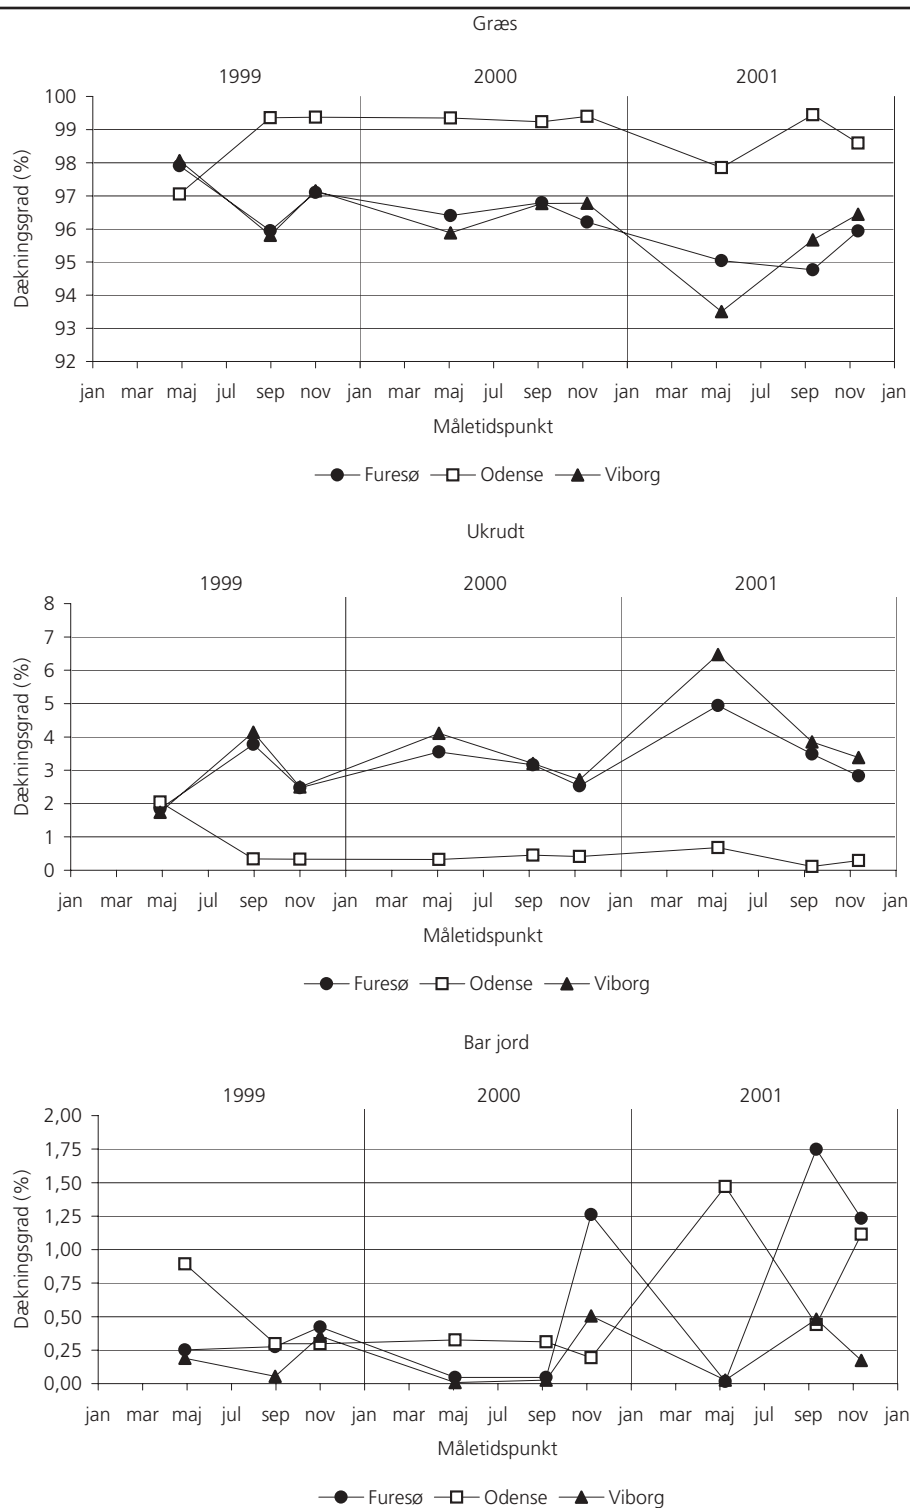 Græs
1999 2000 2001
100
99
98
97
96
95
94
93
92
Dækningsgrad (%)
jan mar maj jul sep nov jan mar maj jul sep nov jan mar maj jul sep nov jan
Måletidspunkt
Furesø Odense Viborg
Ukrudt
1999 2000 2001
8
7
6
5
4
3
2
1
0
Dækningsgrad (%)
jan mar maj jul sep nov jan mar maj jul sep nov jan mar maj jul sep nov jan
Måletidspunkt
Furesø Odense Viborg
Bar jord
1999 2000 2001
2,00
1,75
1,50
1,25
1,00
0,75
0,50
0,25
0,00
Dækningsgrad (%)
jan mar maj jul sep nov jan mar maj jul sep nov jan mar maj jul sep nov jan
Måletidspunkt
Furesø Odense Viborg